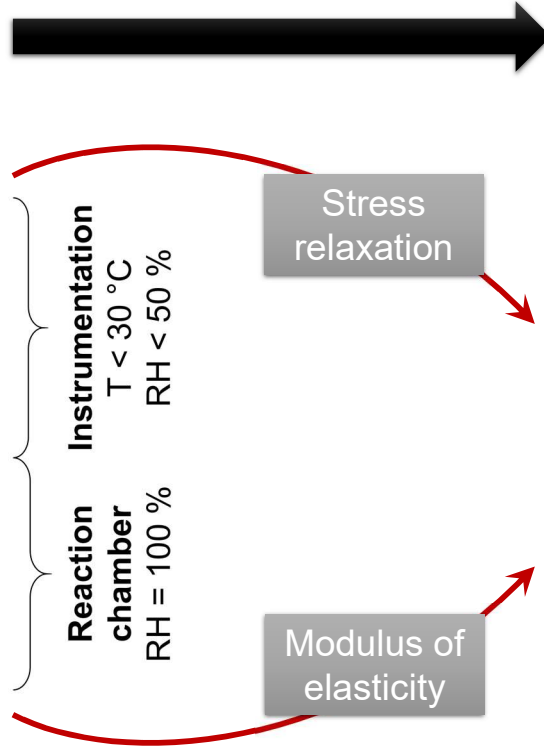 Stress
relaxation
Instrumentation
T < 30 °C
RH < 50 %
Reaction
chamber
RH = 100 %
Modulus of
elasticity